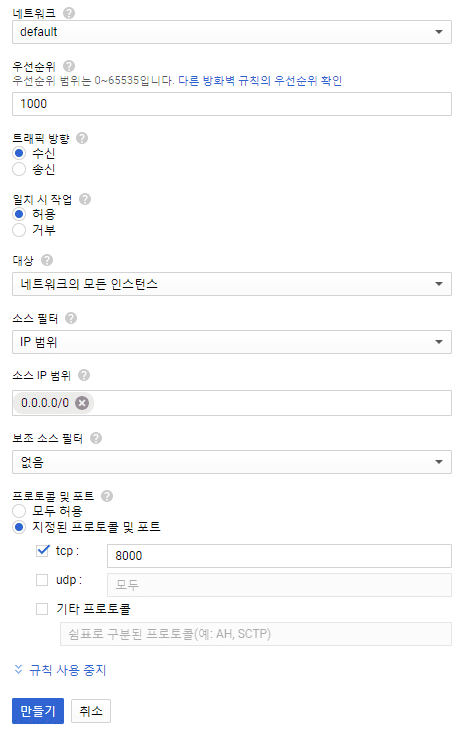 네트워크
default
우선순위
우선순위 범위는 0~65535입니다. 다른 방화벽 규칙의 우선순위 확인
1000
트래픽 방향
수신
송신
일치 시 작업
허용
거부
대상
네트워크의 모든 인스턴스
소스 필터
IP 범위
소스 IP 범위
0.0.0.0/0
보조 소스 필터
없음
프로토콜 및 포트
모두 허용
지정된 프로토콜 및 포트
tcp : 8000
udp : 모두
기타 프로토콜
쉼표로 구분된 프로토콜(예: AH, SCTP)
규칙 사용 중지
만들기 취소